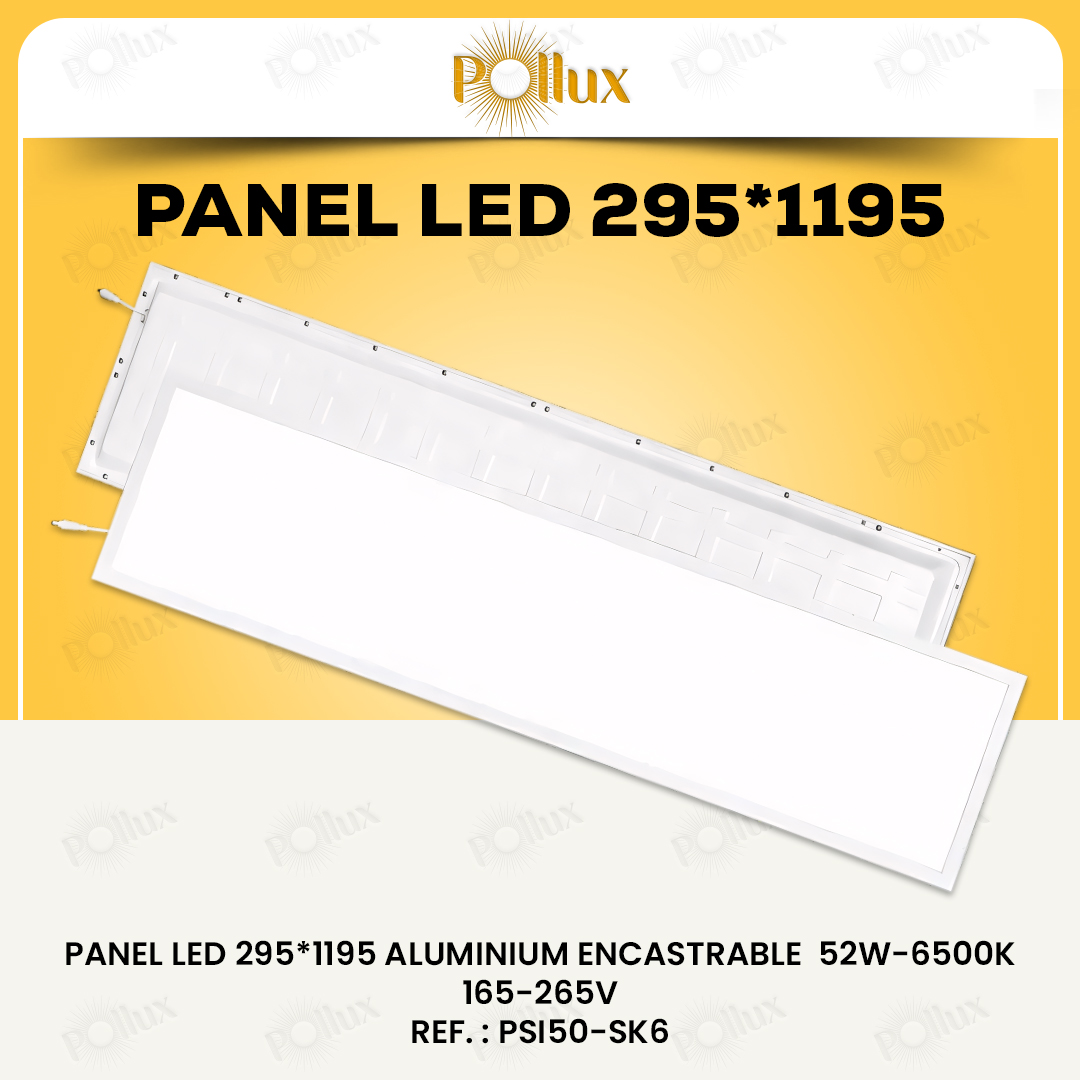 Pollux
PANEL LED 295*1195
PANEL LED 295*1195 ALUMINIUM ENCASTRABLE 52W-6500K
165-265V
REF. : PSI50-SK6